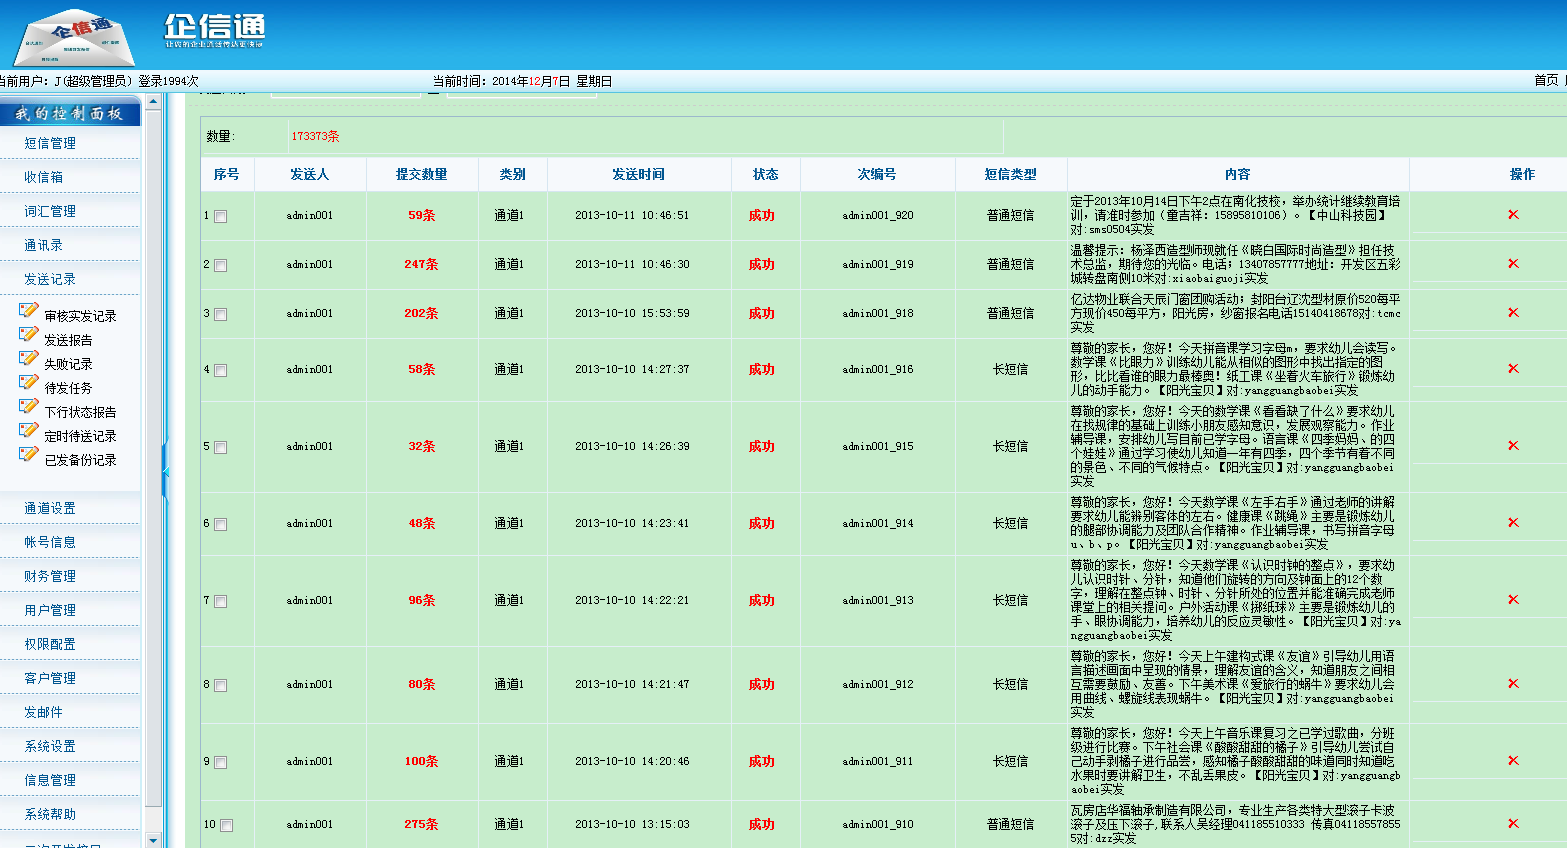 企信通
企信通
让您的企业资讯传达更快捷
当前用户: J(超级管理员) 登录1994次
当前时间: 2014年12月7日 星期日
首页
我的控制面板
短信管理
收信箱
词汇管理
通讯录
发送记录
审核实发记录
发送报告
失败记录
待发任务
下行状态报告
定时待送记录
已发备份记录
通道设置
帐号信息
财务管理
用户管理
权限配置
客户管理
发邮件
系统设置
信息管理
系统帮助
数量: 173373条
序号 发送人 提交数量 类别 发送时间 状态 次编号 短信类型 内容 操作
1 admin001 59条 通道1 2013-10-11 10:46:51 成功 admin001_920 普通短信
定于2013年10月14日下午2点在南化技校，举办统计继续教育培
训，请准时参加（童吉祥：15895810106）。【中山科技园】
对:sms0504实发
2 admin001 247条 通道1 2013-10-11 10:46:30 成功 admin001_919 普通短信
温馨提示：杨泽西造型师现就任《晓白国际时尚造型》担任技
术总监，期待您的光临。电话；13407857777地址：开发区五彩
城转盘南侧10米对:xiaobaiguoji实发
3 admin001 202条 通道1 2013-10-10 15:53:59 成功 admin001_918 普通短信
亿达物业联合天辰门窗团购活动；封阳台辽沈型材原价520每平
方现价450每平方，阳光房，纱窗报名电话15140418678对:tcmc
实发
4 admin001 58条 通道1 2013-10-10 14:27:37 成功 admin001_916 长短信
尊敬的家长，您好！今天拼音课学习字母m，要求幼儿会读写。
数学课《比眼力》训练幼儿能从相似的图形中找出指定的图
形，比比看谁的眼力最棒奥！纸工课《坐着火车旅行》锻炼幼
儿的动手能力。【阳光宝贝】对:yangguangbaobei实发
5 admin001 32条 通道1 2013-10-10 14:26:39 成功 admin001_915 长短信
尊敬的家长，您好！今天的数学课《看看缺了什么》要求幼儿
在找规律的基础上训练小朋友感知意识，发展观察能力。作业
辅导课，安排幼儿写目前已学字母。语言课《四季妈妈、的四
个娃娃》通过学习使幼儿知道一年有四季，四个季节有着不同
的景色、不同的气候特点。【阳光宝贝】对:yangguangbaobei
实发
6 admin001 48条 通道1 2013-10-10 14:23:41 成功 admin001_914 长短信
尊敬的家长，您好！今天数学课《左手右手》通过老师的讲解
要求幼儿能辨别客体的左右。健康课《跳绳》主要是锻炼幼儿
的腿部协调能力及团队合作精神。作业辅导课，书写拼音字母
u、b、p。【阳光宝贝】对:yangguangbaobei实发
7 admin001 96条 通道1 2013-10-10 14:22:21 成功 admin001_913 长短信
尊敬的家长，您好！今天数学课《认识时钟的整点》，要求幼
儿认识时针、分针，知道他们旋转的方向及钟面上的12个数
字，理解在整点钟、时针、分针所处的位置并能准确完成老师
课堂上的相关提问。户外活动课《掷纸球》主要是锻炼幼儿的
手、眼协调能力，培养幼儿的反应灵敏性。【阳光宝贝】对:ya
ngguangbaobei实发
8 admin001 80条 通道1 2013-10-10 14:21:47 成功 admin001_912 长短信
尊敬的家长，您好！今天上午建构式课《友谊》引导幼儿用语
言描述画面中呈现的情景，理解友谊的含义，知道朋友之间相
互需要鼓励、友善。下午美术课《爱旅行的蜗牛》要求幼儿会
用曲线、螺旋线表现蜗牛。【阳光宝贝】对:yangguangbaobei
实发
9 admin001 100条 通道1 2013-10-10 14:20:46 成功 admin001_911 长短信
尊敬的家长，您好！今天上午音乐课复习之已学过歌曲，分班
级进行比赛。下午社会课《酸酸甜甜的橘子》引导幼儿尝试自
己动手剥橘子进行品尝，感知橘子酸酸甜甜的味道同时知道吃
水果时要讲解卫生，不乱丢果皮。【阳光宝贝】对:yangguangb
aobei实发
10 admin001 275条 通道1 2013-10-10 13:15:03 成功 admin001_910 普通短信
瓦房店华福轴承制造有限公司，专业生产各类特大型滚子卡波
滚子及压下滚子,联系人吴经理041185510333 传真04118557855
5对:dzz实发